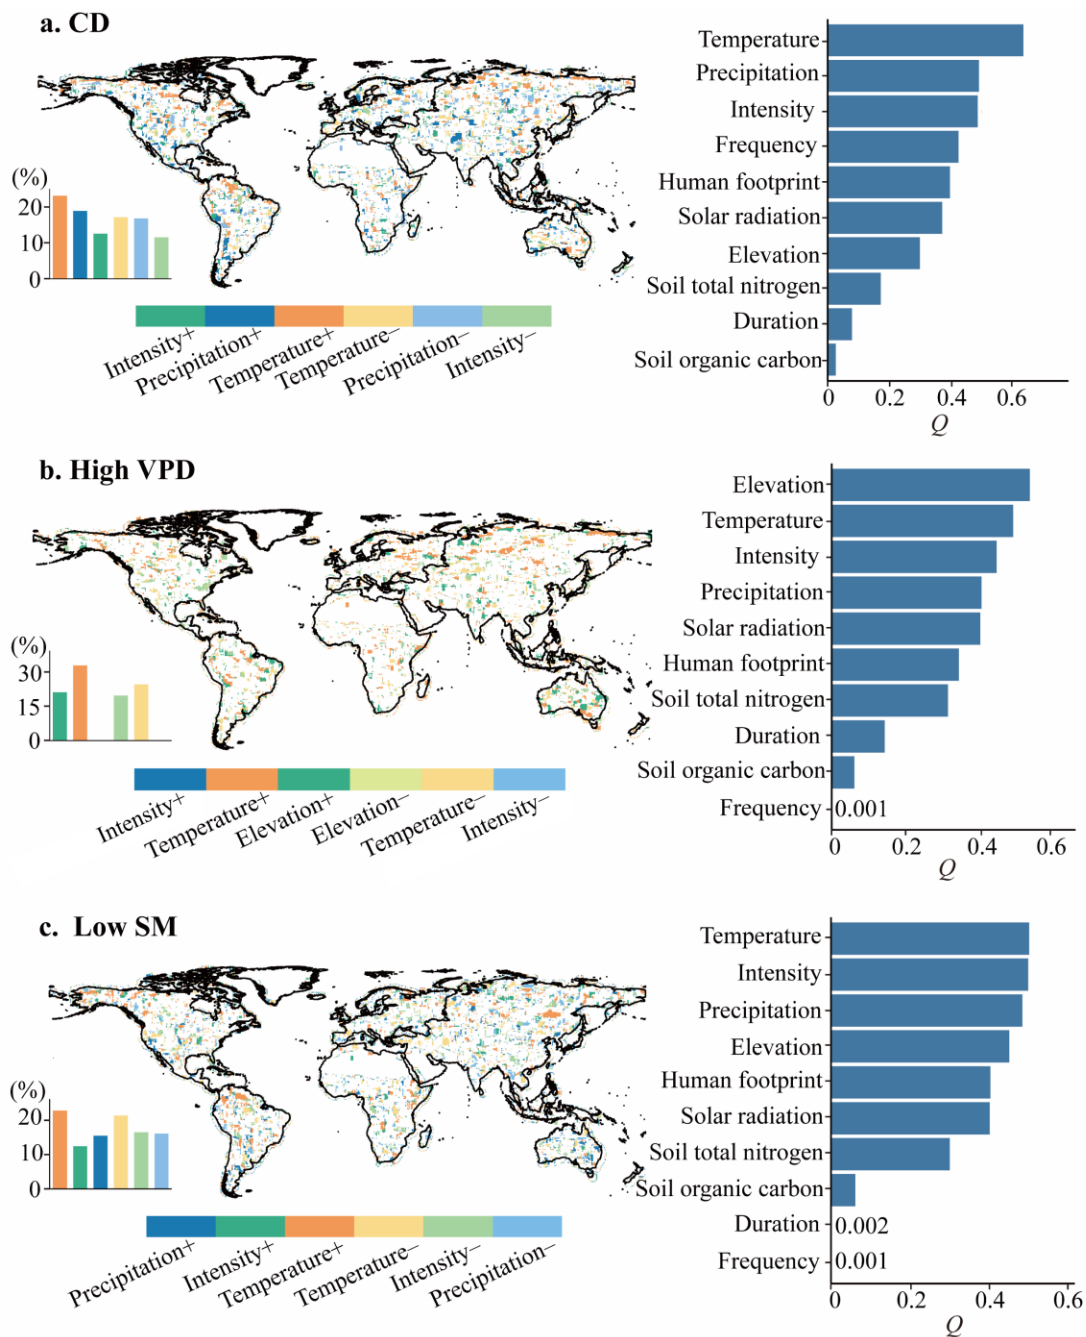 a. CD
(%)
20
10
0
Intensity+
Precipitation+
Temperature+
Temperature–
Precipitation–
Intensity–
Temperature
Precipitation
Intensity
Frequency
Human footprint
Solar radiation
Elevation
Soil total nitrogen
Duration
Soil organic carbon
0 0.2 0.4 0.6
Q
b. High VPD
(%)
30
15
0
Intensity+
Temperature+
Elevation+
Elevation–
Temperature–
Intensity–
Elevation
Temperature
Intensity
Precipitation
Solar radiation
Human footprint
Soil total nitrogen
Duration
Soil organic carbon
Frequency 0.001
0 0.2 0.4 0.6
Q
c. Low SM
(%)
20
10
0
Precipitation+
Intensity+
Temperature+
Temperature–
Intensity–
Precipitation–
Temperature
Intensity
Precipitation
Elevation
Human footprint
Solar radiation
Soil total nitrogen
Soil organic carbon
Duration 0.002
Frequency 0.001
0 0.2 0.4 0.6
Q